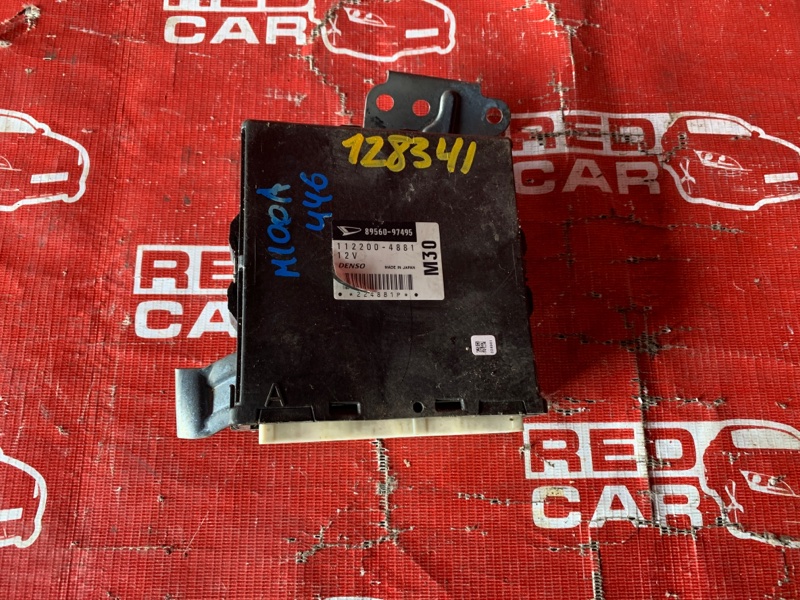 RED
CAR
RED
CAR
128341
M100A
446
89560-97495
112200-4881
12V
M30
DENSO
MADE IN JAPAN
*224881P*
A
RED
CAR
RED
CAR